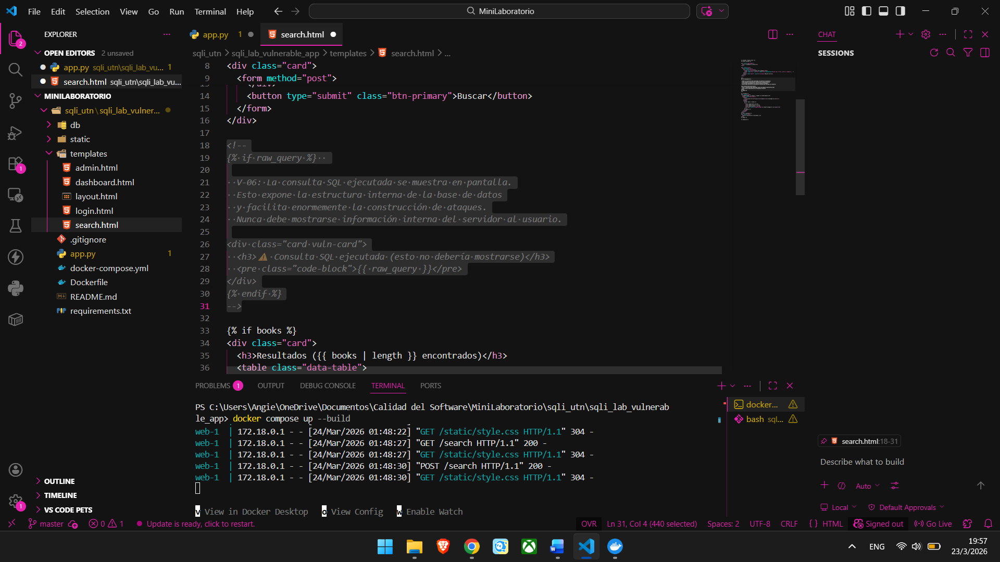 File Edit Selection View Go Run Terminal Help
MiniLaboratorio
EXPLORER
OPEN EDITORS 2 unsaved
app.py sqli_utn\sqli_lab_vu... 1
search.html sqli_utn\sqli_lab_vu...
MINILABORATORIO
sqli_utn\sqli_lab_vulner...
db
static
templates
admin.html
dashboard.html
layout.html
login.html
search.html
.gitignore
app.py 1
docker-compose.yml
Dockerfile
README.md
requirements.txt
OUTLINE
TIMELINE
VS CODE PETS
app.py 1
search.html
sqli_utn > sqli_lab_vulnerable_app > templates > search.html > ...
8 <div class="card">
9 <form method="post">
14 <button type="submit" class="btn-primary">Buscar</button>
15 </form>
16 </div>
17
18 <!--
19 {%·if·raw_query·%}··
20
21 ··V-06:·La·consulta·SQL·ejecutada·se·muestra·en·pantalla.
22 ··Esto·expone·la·estructura·interna·de·la·base·de·datos
23 ··y·facilita·enormemente·la·construcción·de·ataques.
24 ··Nunca·debe·mostrarse·información·interna·del·servidor·al·usuario.
25
26 <div·class="card·vuln-card">
27 ··<h3>⚠️·Consulta·SQL·ejecutada·(esto·no·debería·mostrarse)</h3>
28 ··<pre·class="code-block">{{·raw_query·}}</pre>
29 </div>
30 {%·endif·%}
31 -->
32
33 {% if books %}
34 <div class="card">
35 <h3>Resultados ({{ books | length }} encontrados)</h3>
36 <table class="data-table">
PROBLEMS 1 OUTPUT DEBUG CONSOLE TERMINAL PORTS
PS C:\Users\Angie\OneDrive\Documentos\Calidad del Software\MiniLaboratorio\sqli_utn\sqli_lab_vulnerab
le_app> docker compose up --build
web-1 | 172.18.0.1 - - [24/Mar/2026 01:48:22] "GET /static/style.css HTTP/1.1" 304 -
web-1 | 172.18.0.1 - - [24/Mar/2026 01:48:27] "GET /search HTTP/1.1" 200 -
web-1 | 172.18.0.1 - - [24/Mar/2026 01:48:27] "GET /static/style.css HTTP/1.1" 304 -
web-1 | 172.18.0.1 - - [24/Mar/2026 01:48:30] "POST /search HTTP/1.1" 200 -
web-1 | 172.18.0.1 - - [24/Mar/2026 01:48:30] "GET /static/style.css HTTP/1.1" 304 -
v View in Docker Desktop o View Config w Enable Watch
docker...
bash sql...
CHAT
SESSIONS
search.html:18-31
Describe what to build
Auto
Local Default Approvals
master 0 1 Update is ready, click to restart.
OVR Ln 31, Col 4 (440 selected) Spaces: 2 UTF-8 CRLF { } HTML Signed out Go Live
ENG
19:57
23/3/2026